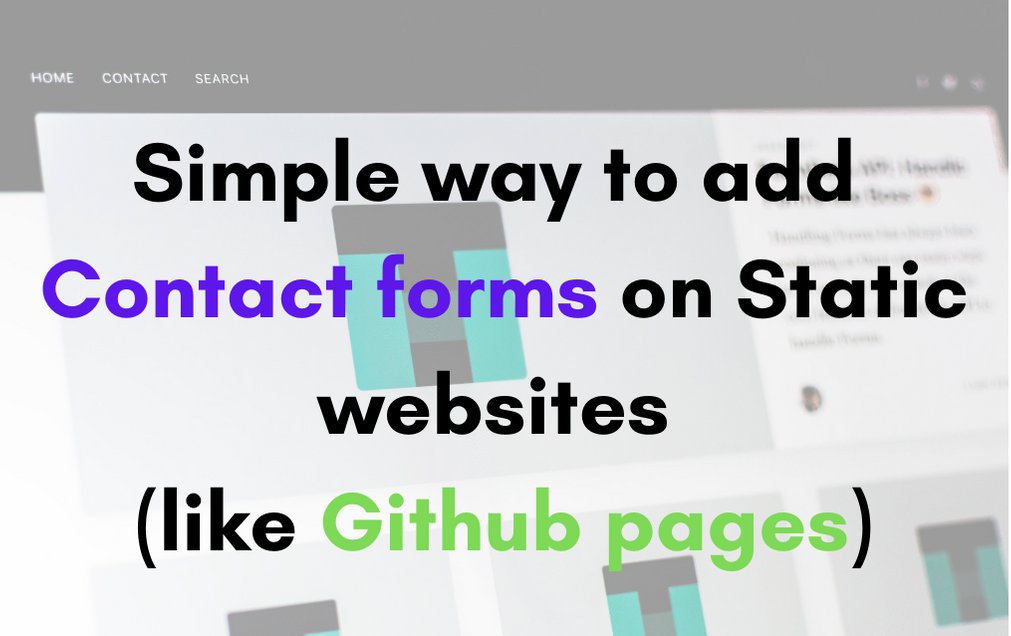 HOME CONTACT SEARCH
Simple way to add
Contact forms on Static
websites
(like Github pages)